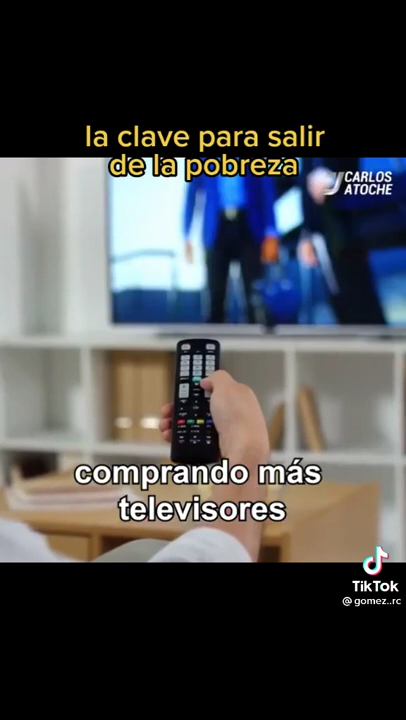 la clave para salir
de la pobreza
CARLOS
ATOCHE
comprando más
televisores
TikTok
@ gomez..rc